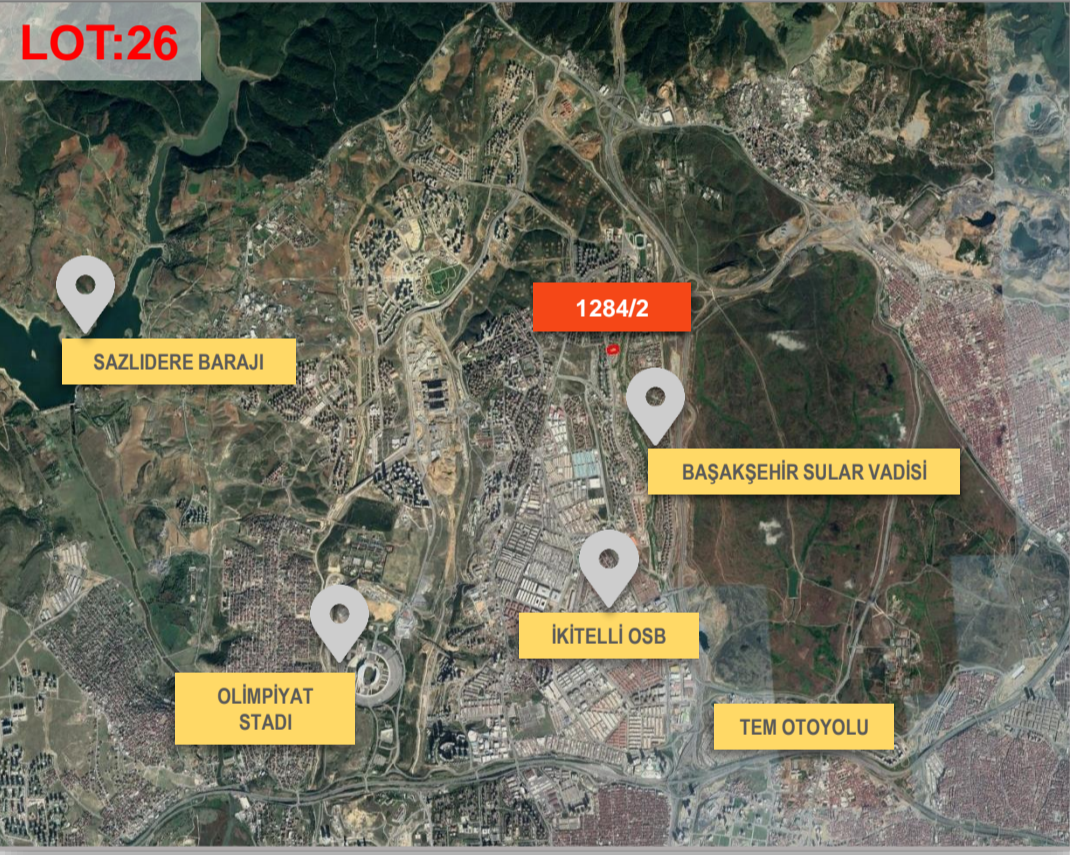 LOT:26
1284/2
SAZLIDERE BARAJI
BAŞAKŞEHİR SULAR VADİSİ
İKİTELLİ OSB
OLİMPİYAT
STADI
TEM OTOYOLU